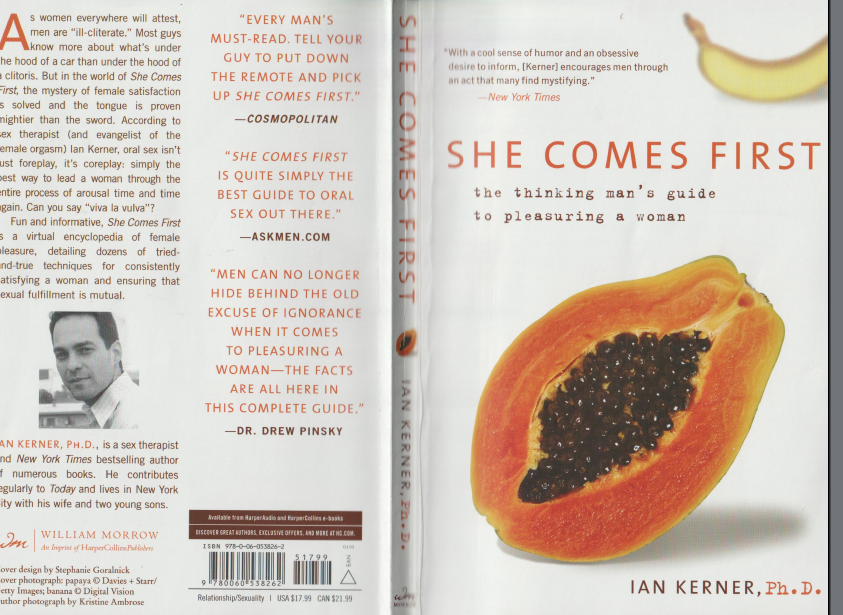 As women everywhere will attest,
men are “ill-cliterate.” Most guys
know more about what’s under
the hood of a car than under the hood of
a clitoris. But in the world of She Comes
First, the mystery of female satisfaction
is solved and the tongue is proven
mightier than the sword. According to
sex therapist (and evangelist of the
female orgasm) Ian Kerner, oral sex isn’t
just foreplay, it’s coreplay: simply the
best way to lead a woman through the
entire process of arousal time and time
again. Can you say “viva la vulva”?
Fun and informative, She Comes First
is a virtual encyclopedia of female
pleasure, detailing dozens of tried-
and-true techniques for consistently
satisfying a woman and ensuring that
sexual fulfillment is mutual.
IAN KERNER, PH.D., is a sex therapist
and New York Times bestselling author
of numerous books. He contributes
regularly to Today and lives in New York
City with his wife and two young sons.
WILLIAM MORROW
An Imprint of HarperCollinsPublishers
Cover design by Stephanie Goralnick
Cover photograph: papaya © Davies + Starr/
Getty Images; banana © Digital Vision
Author photograph by Kristine Ambrose
“EVERY MAN’S
MUST-READ. TELL YOUR
GUY TO PUT DOWN
THE REMOTE AND PICK
UP SHE COMES FIRST.”
—COSMOPOLITAN
“SHE COMES FIRST
IS QUITE SIMPLY THE
BEST GUIDE TO ORAL
SEX OUT THERE.”
—ASKMEN.COM
“MEN CAN NO LONGER
HIDE BEHIND THE OLD
EXCUSE OF IGNORANCE
WHEN IT COMES
TO PLEASURING A
WOMAN—THE FACTS
ARE ALL HERE IN
THIS COMPLETE GUIDE.”
—DR. DREW PINSKY
Available from HarperAudio and HarperCollins e-books
DISCOVER GREAT AUTHORS, EXCLUSIVE OFFERS, AND MORE AT HC.COM.
ISBN 978-0-06-053826-2
51799
EAN
9 780060 538262
Relationship/Sexuality | USA $17.99 CAN $21.99
SHE COMES FIRST
IAN KERNER, Ph.D.
“With a cool sense of humor and an obsessive
desire to inform, [Kerner] encourages men through
an act that many find mystifying.”
—New York Times
SHE COMES FIRST
the thinking man’s guide
to pleasuring a woman
IAN KERNER, Ph.D.